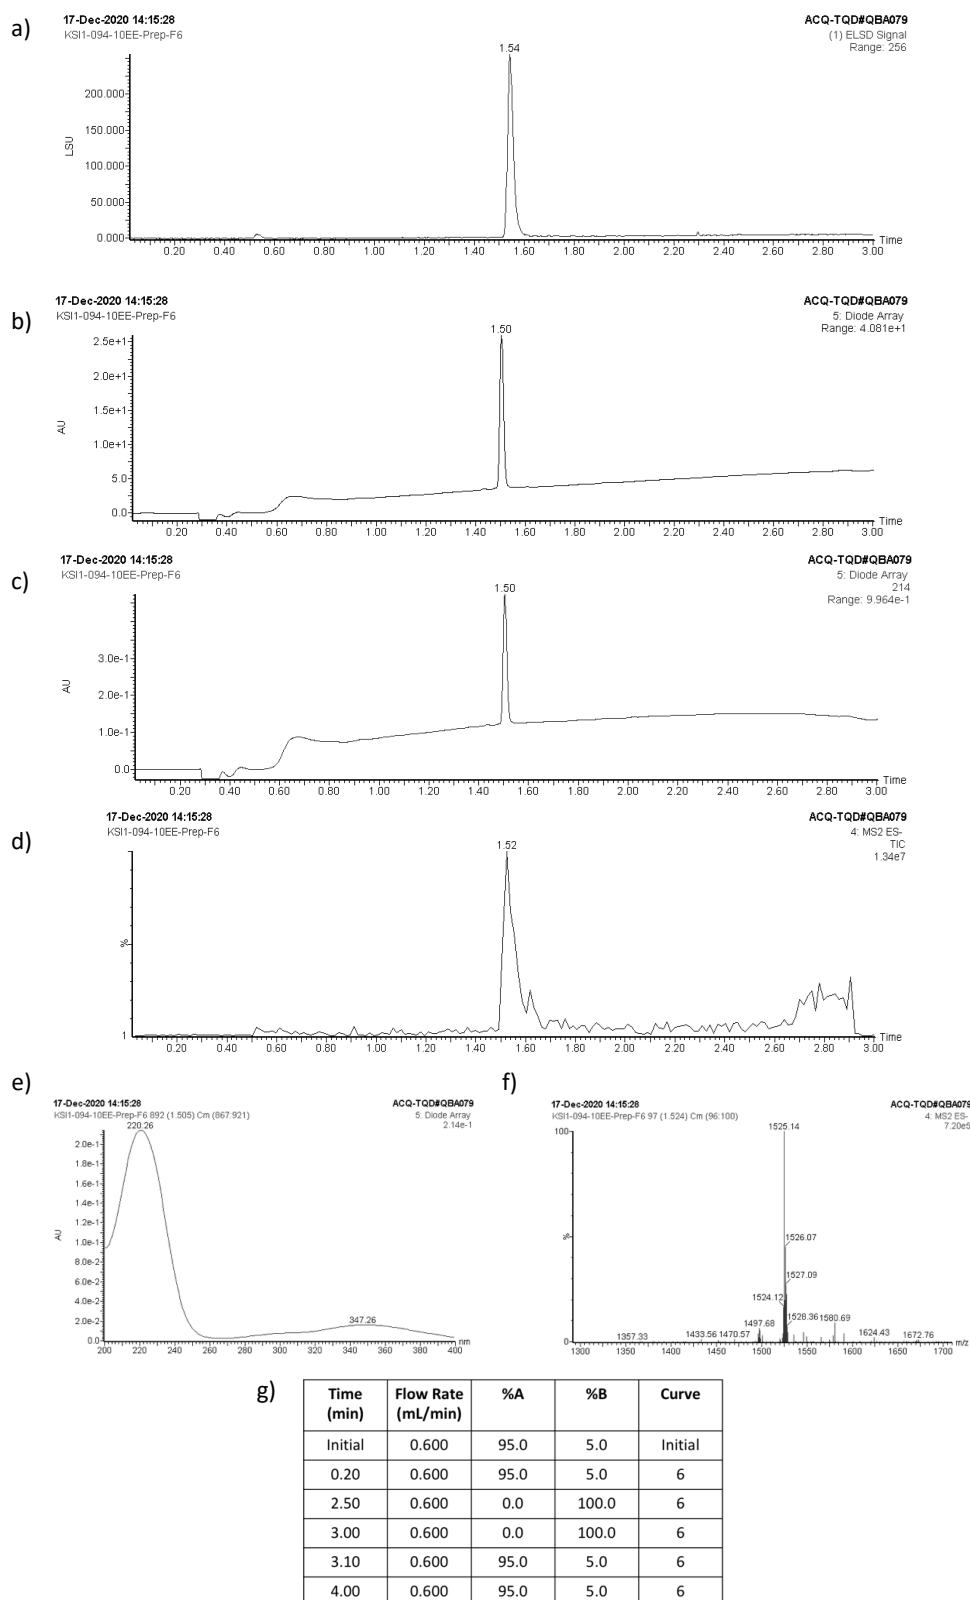 a)
17-Dec-2020 14:15:28 ACQ-TQD#QBA079
KSI1-094-10EE-Prep-F6 (1) ELSD Signal
Range: 256
1.54
200.000
150.000
LSU
100.000
50.000
0.000
0.20 0.40 0.60 0.80 1.00 1.20 1.40 1.60 1.80 2.00 2.20 2.40 2.60 2.80 3.00 Time
b)
17-Dec-2020 14:15:28 ACQ-TQD#QBA079
KSI1-094-10EE-Prep-F6 5: Diode Array
Range: 4.081e+1
1.50
2.5e+1
2.0e+1
1.5e+1
AU
1.0e+1
5.0
0.0
0.20 0.40 0.60 0.80 1.00 1.20 1.40 1.60 1.80 2.00 2.20 2.40 2.60 2.80 3.00 Time
c)
17-Dec-2020 14:15:28 ACQ-TQD#QBA079
KSI1-094-10EE-Prep-F6 5: Diode Array
214
Range: 9.964e-1
1.50
3.0e-1
AU
2.0e-1
1.0e-1
0.0
0.20 0.40 0.60 0.80 1.00 1.20 1.40 1.60 1.80 2.00 2.20 2.40 2.60 2.80 3.00 Time
d)
17-Dec-2020 14:15:28 ACQ-TQD#QBA079
KSI1-094-10EE-Prep-F6 4: MS2 ES-
TIC
1.34e7
1.52
%
1
0.20 0.40 0.60 0.80 1.00 1.20 1.40 1.60 1.80 2.00 2.20 2.40 2.60 2.80 3.00 Time
e)
17-Dec-2020 14:15:28 ACQ-TQD#QBA079
KSI1-094-10EE-Prep-F6 892 (1.505) Cm (867:921) 5: Diode Array
2.14e-1
220.26
2.0e-1
1.8e-1
1.6e-1
1.4e-1
1.2e-1
AU
1.0e-1
8.0e-2
6.0e-2
4.0e-2
2.0e-2
0.0
347.26
200 220 240 260 280 300 320 340 360 380 400 nm
f)
17-Dec-2020 14:15:28 ACQ-TQD#QBA079
KSI1-094-10EE-Prep-F6 97 (1.524) Cm (96:100) 4: MS2 ES-
7.20e5
100
1525.14
%
1526.07
1527.09
1524.12
1528.36 1580.69
1497.68
1357.33 1433.56 1470.57 1624.43 1672.76
0
1300 1350 1400 1450 1500 1550 1600 1650 1700 m/z
g)
Time (min) Flow Rate (mL/min) %A %B Curve
Initial 0.600 95.0 5.0 Initial
0.20 0.600 95.0 5.0 6
2.50 0.600 0.0 100.0 6
3.00 0.600 0.0 100.0 6
3.10 0.600 95.0 5.0 6
4.00 0.600 95.0 5.0 6